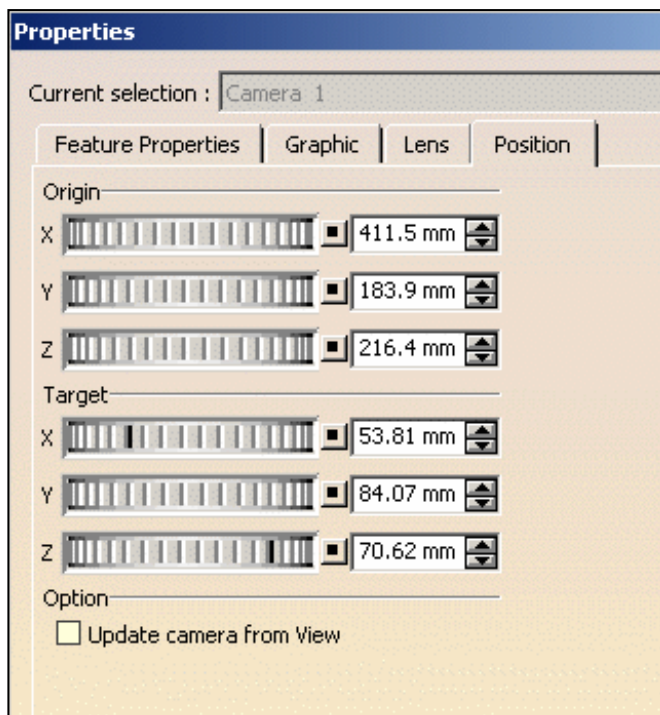 Properties
Current selection : Camera 1
Feature Properties Graphic Lens Position
Origin
X 411.5 mm
Y 183.9 mm
Z 216.4 mm
Target
X 53.81 mm
Y 84.07 mm
Z 70.62 mm
Option
Update camera from View